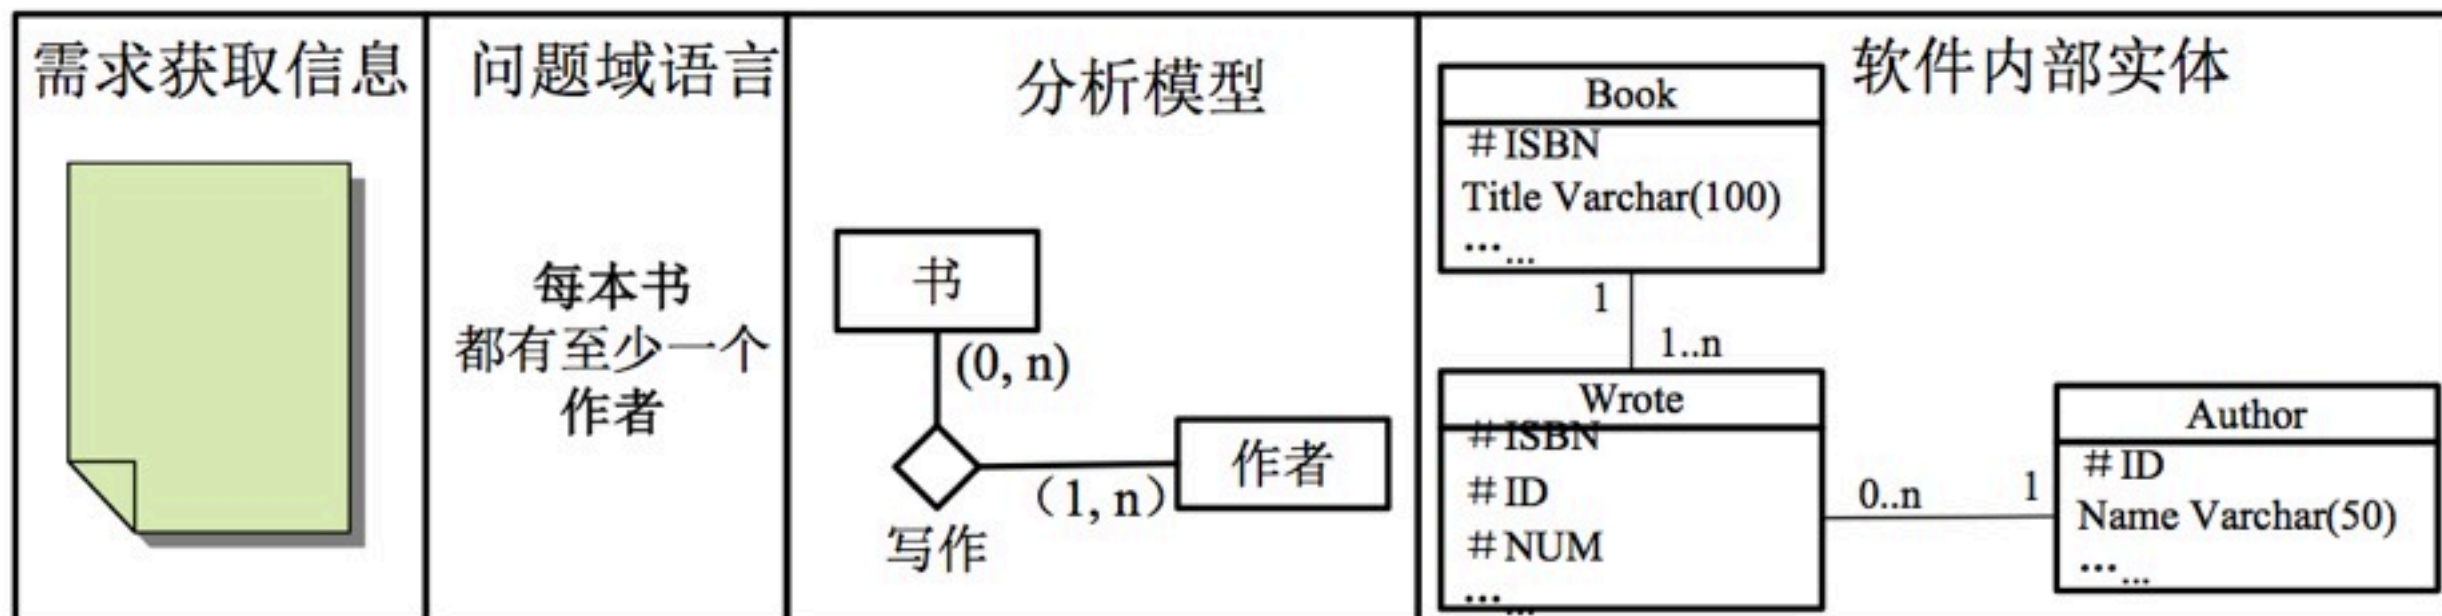 需求获取信息
问题域语言
每本书
都有至少一个
作者
分析模型
书
(0, n)
(1, n)
作者
写作
软件内部实体
Book
#ISBN
Title Varchar(100)
......
1
1..n
Wrote
#ISBN
#ID
#NUM
......
0..n
1
Author
#ID
Name Varchar(50)
......